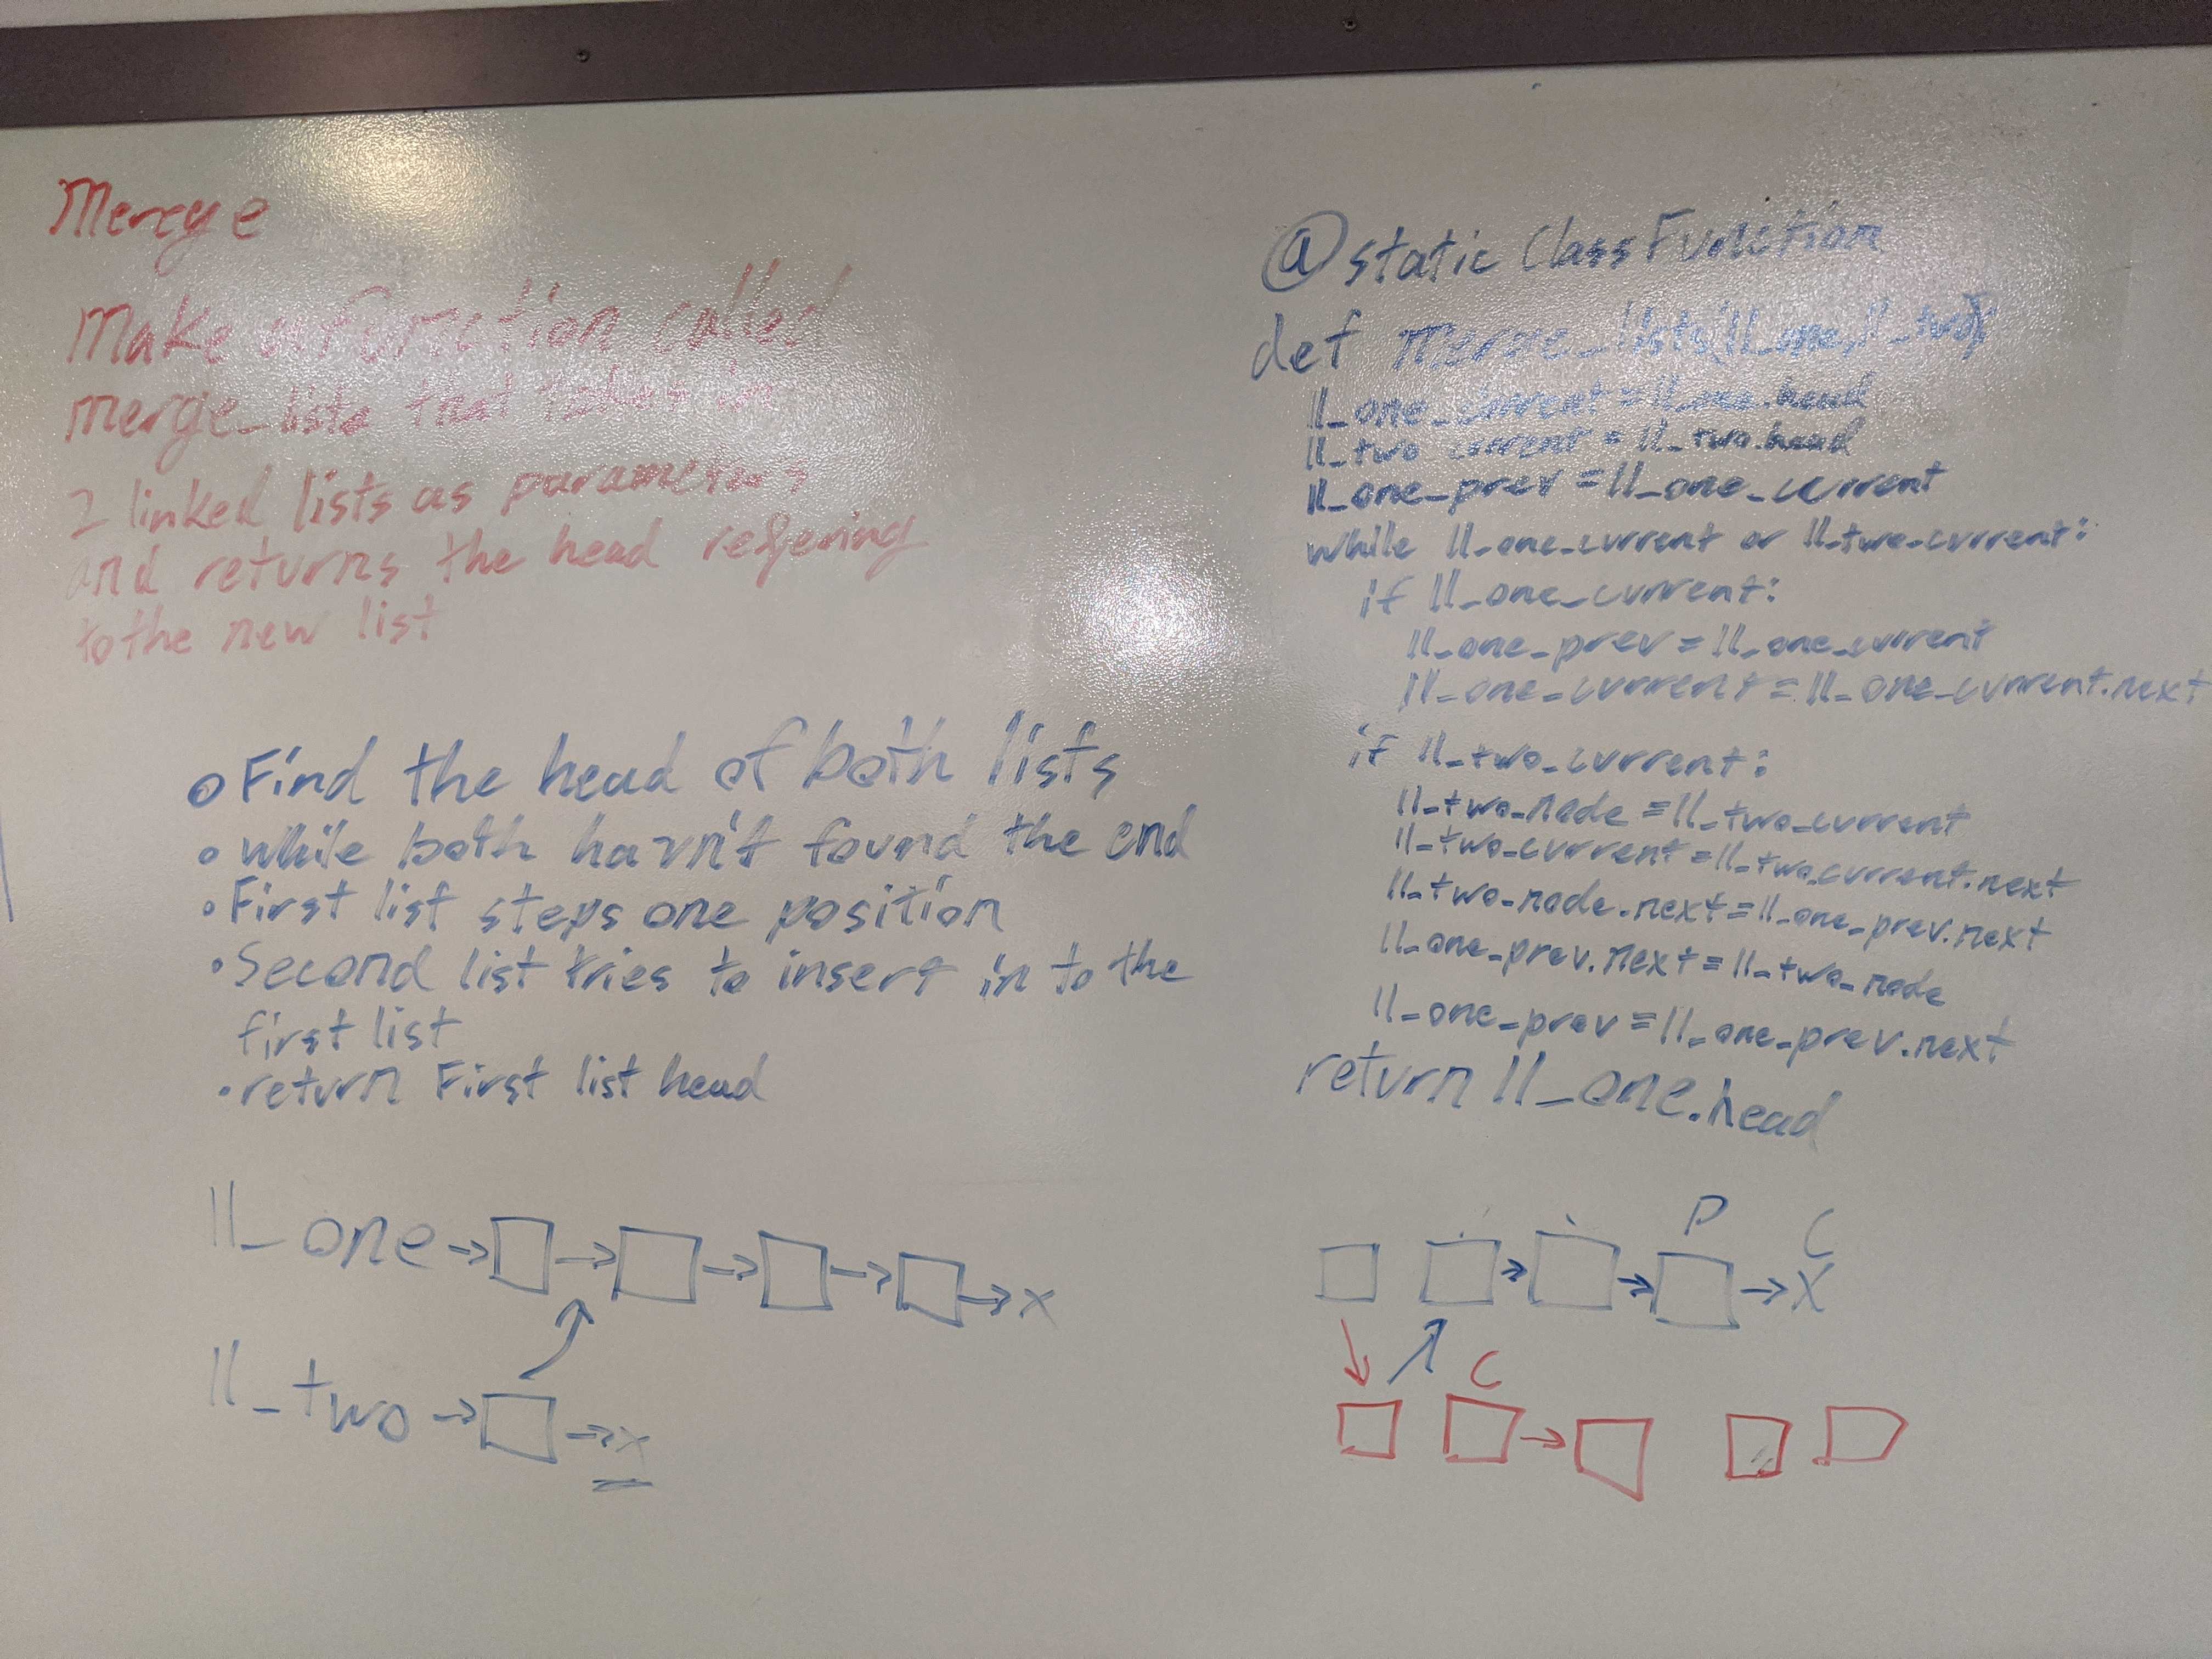 Merge
Make a function called
merge_lists that takes in
2 linked lists as parameters
and returns the head refering
to the new list
Find the head of both lists
while both havn't found the end
First list steps one position
Second list tries to insert in to the
first list
return First list head
ll_one → → → → x
ll_two → → x
@static Class Function
def merge_lists(ll_one, ll_two):
ll_one_current = ll_one.head
ll_two_current = ll_two.head
ll_one_prev = ll_one_current
while ll_one_current or ll_two_current:
if ll_one_current:
ll_one_prev = ll_one_current
ll_one_current = ll_one_current.next
if ll_two_current:
ll_two_node = ll_two_current
ll_two_current = ll_two_current.next
ll_two_node.next = ll_one_prev.next
ll_one_prev.next = ll_two_node
ll_one_prev = ll_one_prev.next
return ll_one.head
P C
X
C